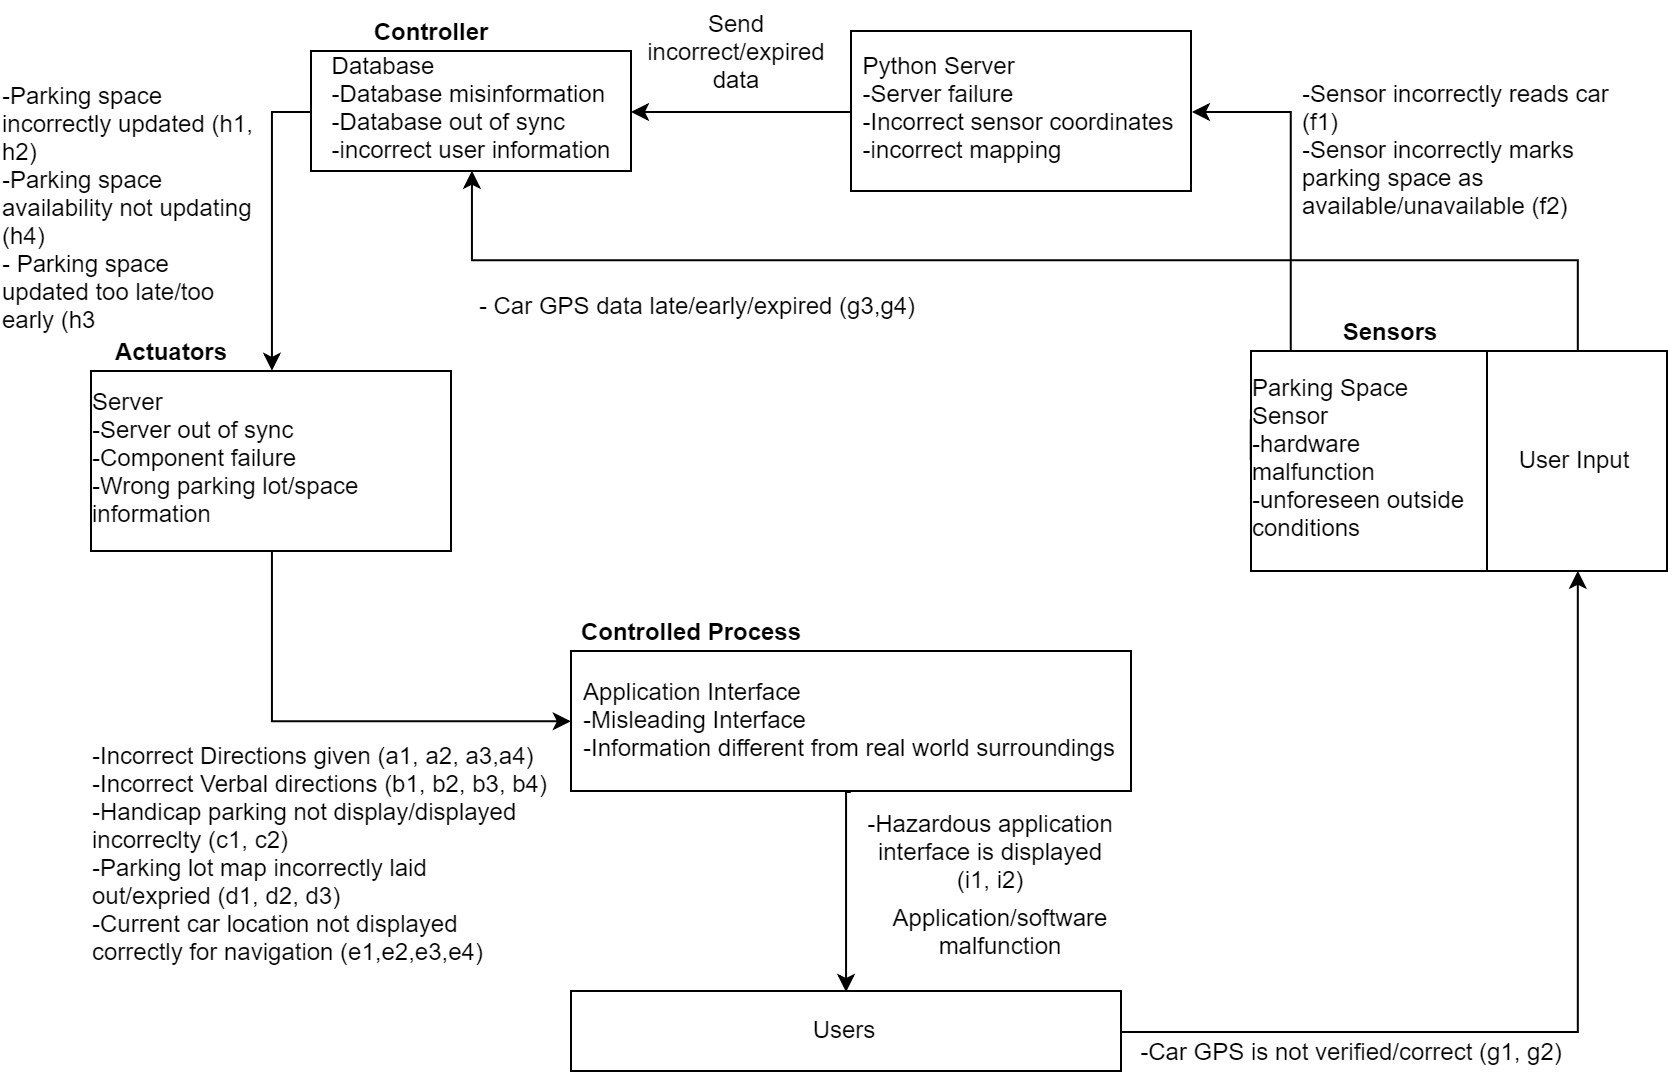 Controller
Database
-Database misinformation
-Database out of sync
-incorrect user information
Send
incorrect/expired
data
Python Server
-Server failure
-Incorrect sensor coordinates
-incorrect mapping
-Sensor incorrectly reads car
(f1)
-Sensor incorrectly marks
parking space as
available/unavailable (f2)
-Parking space
incorrectly updated (h1,
h2)
-Parking space
availability not updating
(h4)
- Parking space
updated too late/too
early (h3
- Car GPS data late/early/expired (g3,g4)
Actuators
Server
-Server out of sync
-Component failure
-Wrong parking lot/space
information
Sensors
Parking Space
Sensor
-hardware
malfunction
-unforeseen outside
conditions
User Input
Controlled Process
Application Interface
-Misleading Interface
-Information different from real world surroundings
-Incorrect Directions given (a1, a2, a3,a4)
-Incorrect Verbal directions (b1, b2, b3, b4)
-Handicap parking not display/displayed
incorreclty (c1, c2)
-Parking lot map incorrectly laid
out/expried (d1, d2, d3)
-Current car location not displayed
correctly for navigation (e1,e2,e3,e4)
-Hazardous application
interface is displayed
(i1, i2)
Application/software
malfunction
Users
-Car GPS is not verified/correct (g1, g2)